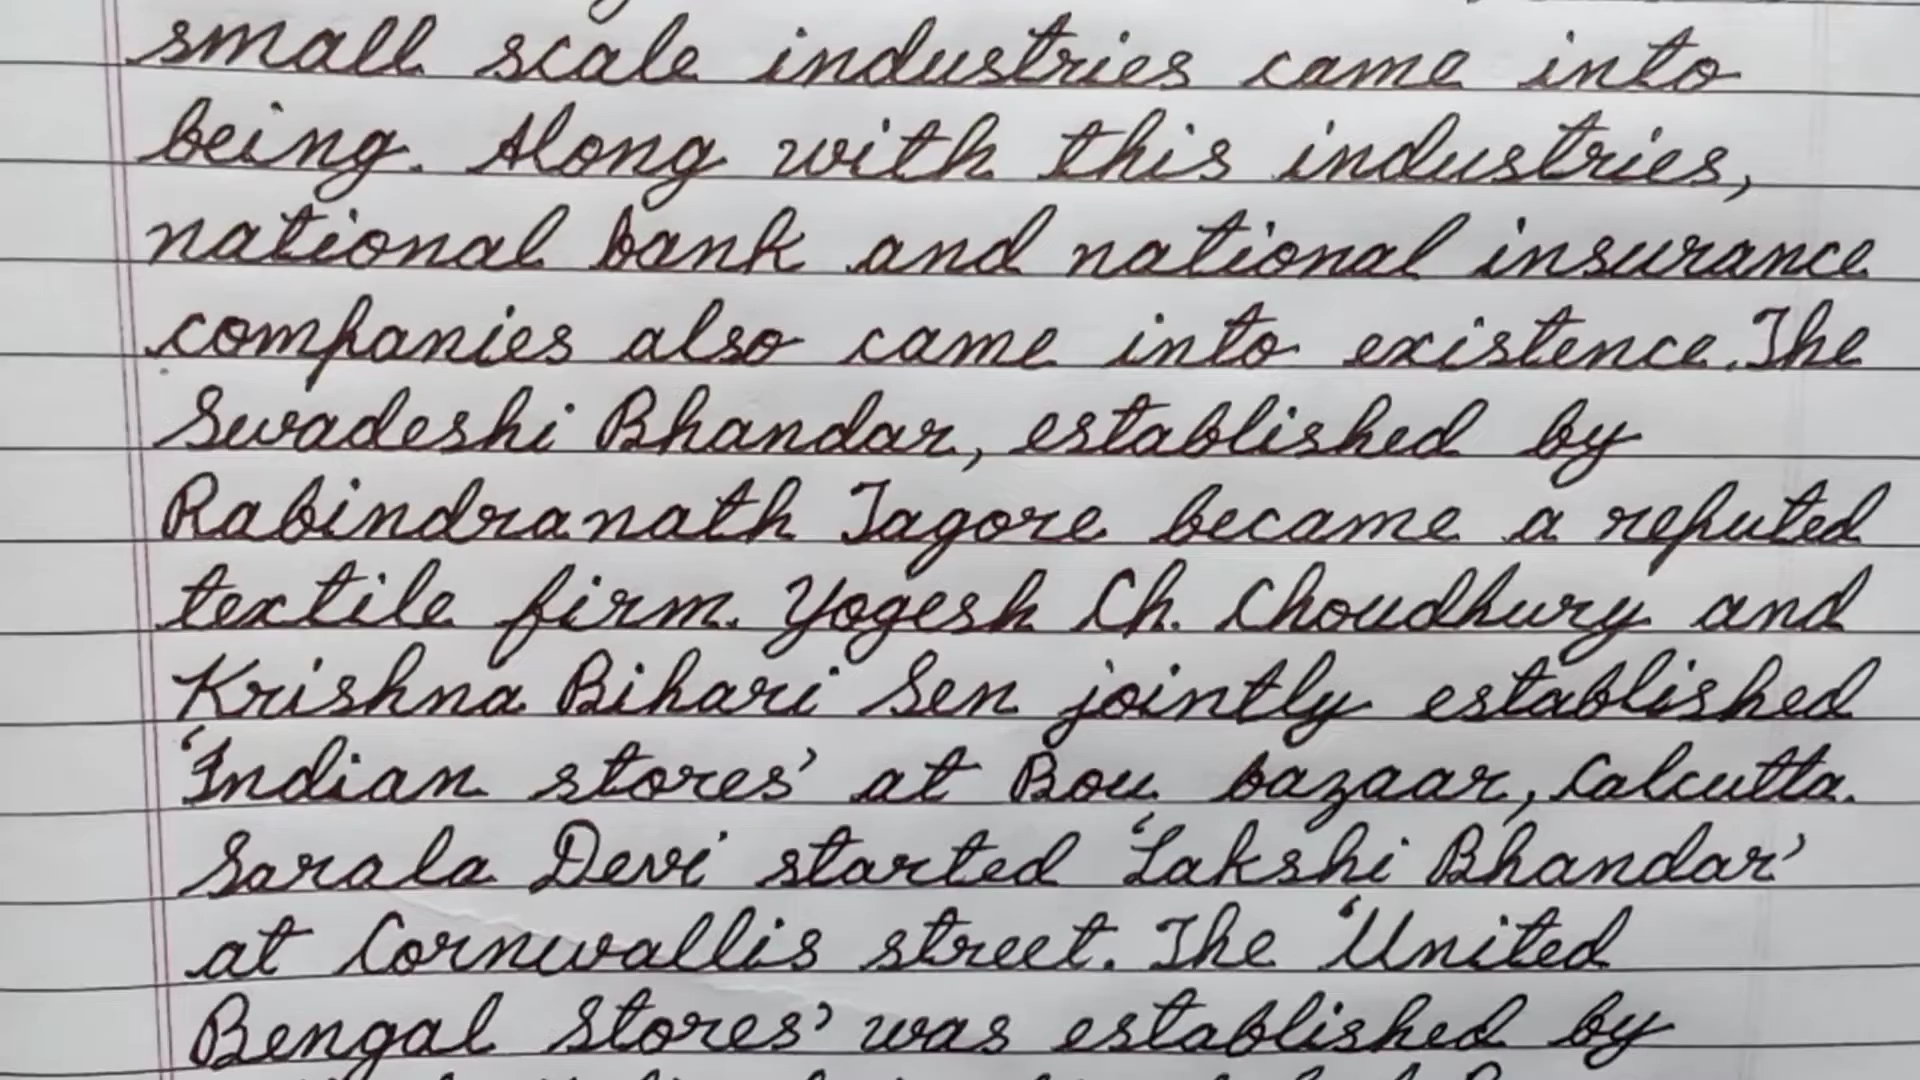 small scale industries came into
being. Along with this industries,
national bank and national insurance
companies also came into existence. The
Swadeshi Bhandar, established by
Rabindranath Tagore became a reputed
textile firm. Yogesh Ch. Choudhury and
Krishna Bihari Sen jointly established
'Indian stores' at Bou bazaar, Calcutta.
Sarala Devi started 'Lakshi Bhandar'
at Cornwallis street. The 'United
Bengal Stores' was established by